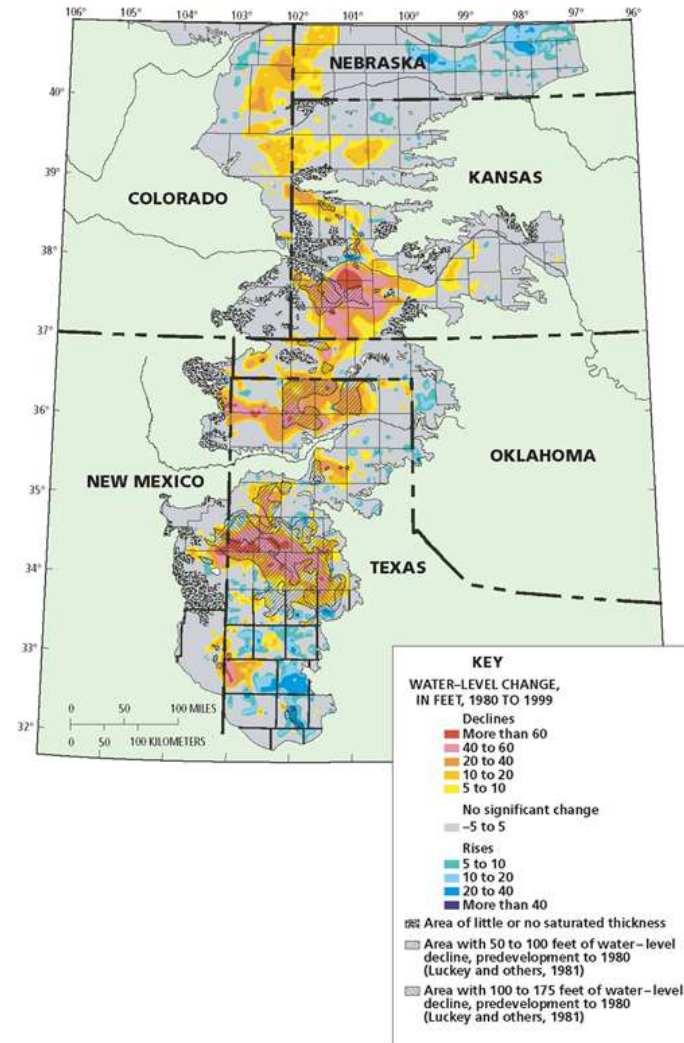 106° 105° 104° 103° 102° 101° 100° 99° 98° 97° 96°
NEBRASKA
40°
39°
KANSAS
COLORADO
38°
37°
36°
OKLAHOMA
NEW MEXICO
35°
TEXAS
34°
33°
32°
0 50 100 MILES
0 50 100 KILOMETERS
KEY
WATER–LEVEL CHANGE,
IN FEET, 1980 TO 1999
Declines
More than 60
40 to 60
20 to 40
10 to 20
5 to 10
No significant change
–5 to 5
Rises
5 to 10
10 to 20
20 to 40
More than 40
Area of little or no saturated thickness
Area with 50 to 100 feet of water–level
decline, predevelopment to 1980
(Luckey and others, 1981)
Area with 100 to 175 feet of water–level
decline, predevelopment to 1980
(Luckey and others, 1981)